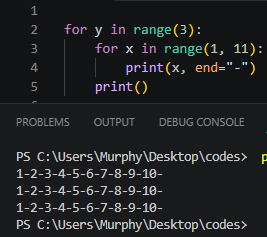 1
2 for y in range(3):
3     for x in range(1, 11):
4         print(x, end="-")
5     print()
6
PROBLEMS OUTPUT DEBUG CONSOLE
PS C:\Users\Murphy\Desktop\codes>
1-2-3-4-5-6-7-8-9-10-
1-2-3-4-5-6-7-8-9-10-
1-2-3-4-5-6-7-8-9-10-
PS C:\Users\Murphy\Desktop\codes>